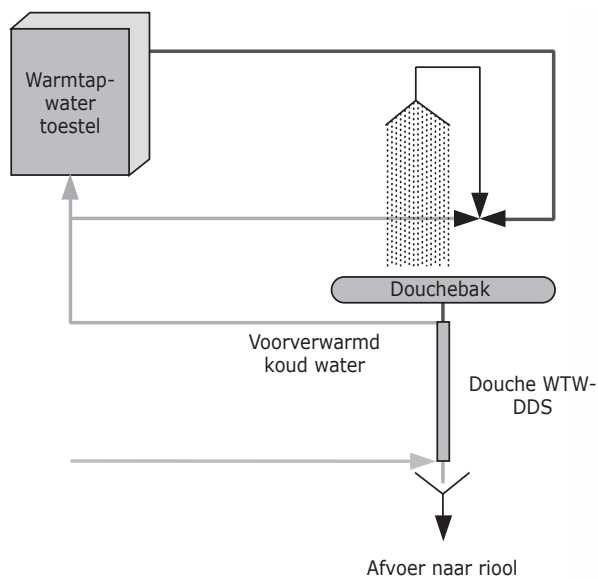 Warmtap-
water
toestel
Douchebak
Voorverwarmd
koud water
Douche WTW-
DDS
Afvoer naar riool